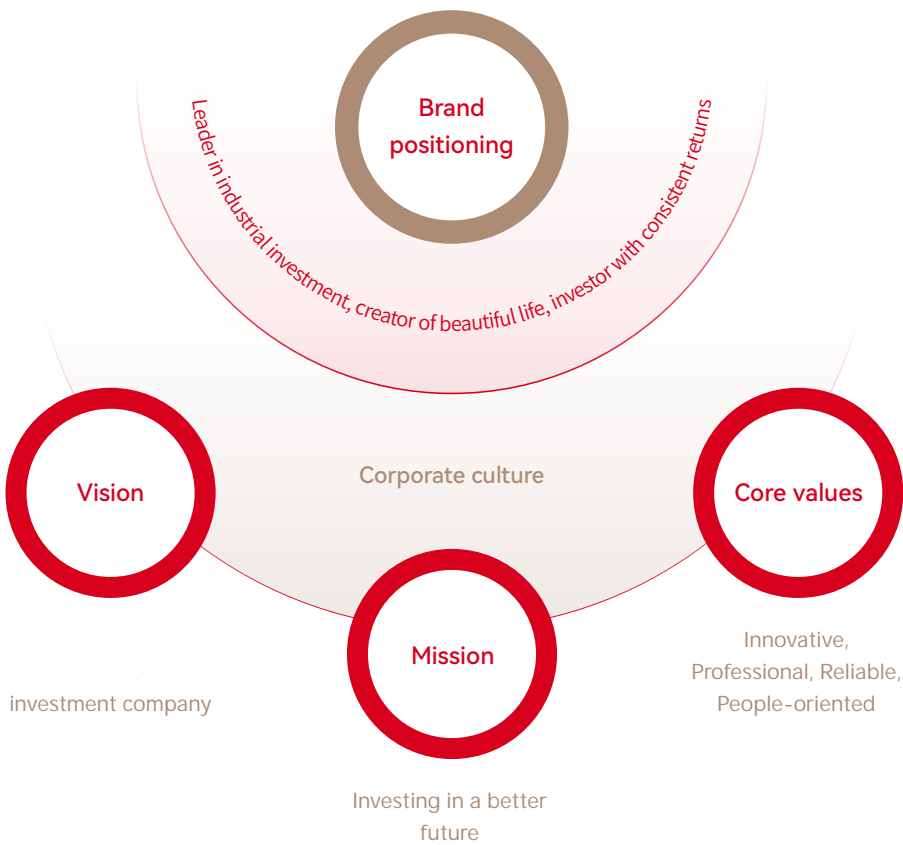 Brand
positioning
Leader in industrial investment, creator of beautiful life, investor with consistent returns
Corporate culture
Vision
investment company
Mission
Investing in a better
future
Core values
Innovative,
Professional, Reliable,
People-oriented